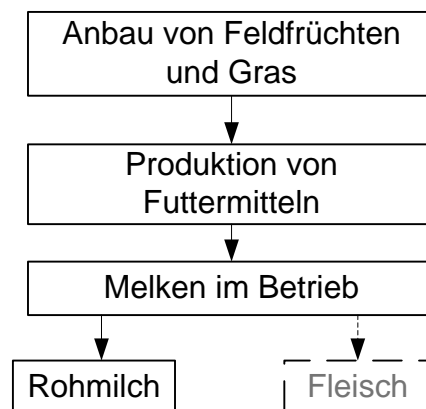 Anbau von Feldfrüchten
und Gras
Produktion von
Futtermitteln
Melken im Betrieb
Rohmilch
Fleisch